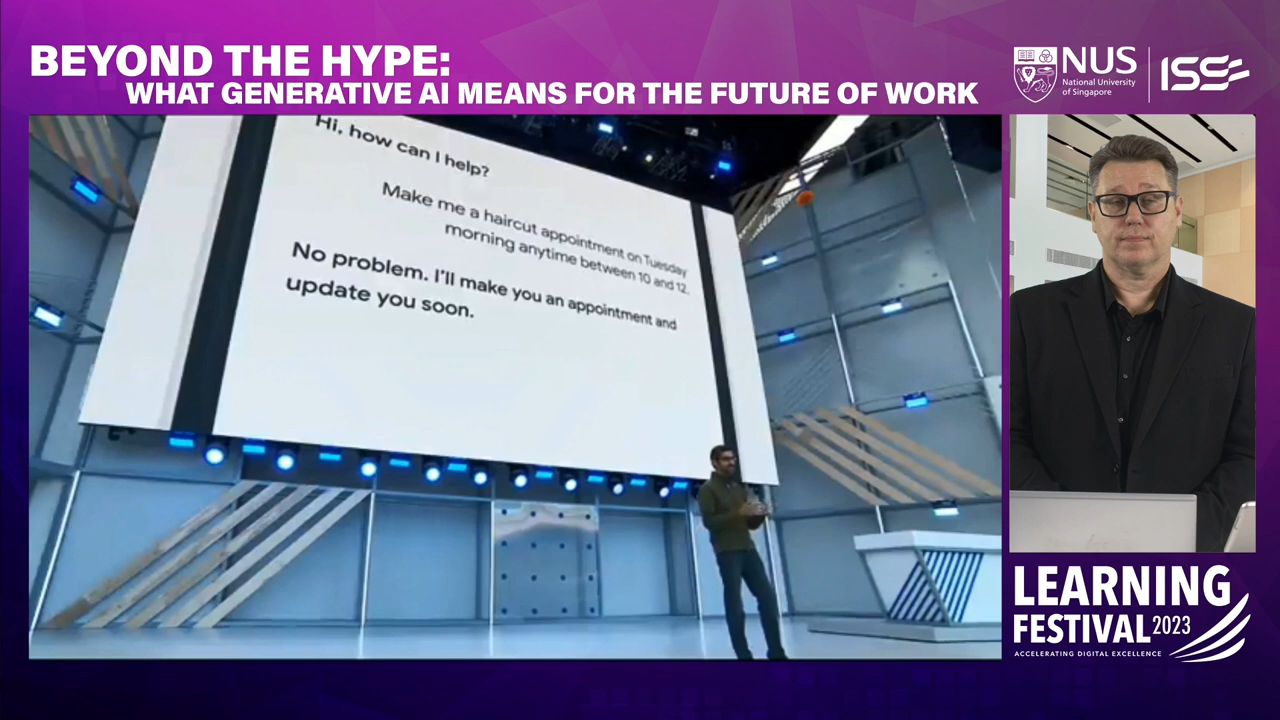 BEYOND THE HYPE:
WHAT GENERATIVE AI MEANS FOR THE FUTURE OF WORK
NUS
National University
of Singapore
ISS
Hi, how can I help?
Make me a haircut appointment on Tuesday
morning anytime between 10 and 12.
No problem. I'll make you an appointment and
update you soon.
LEARNING
FESTIVAL 2023
ACCELERATING DIGITAL EXCELLENCE